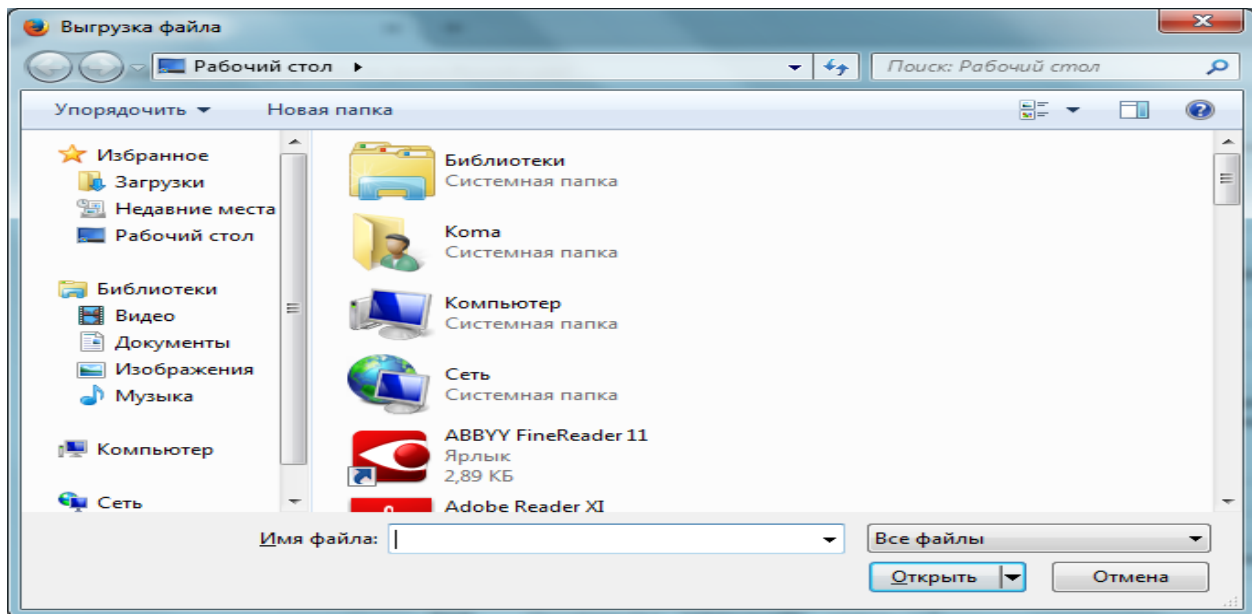 Выгрузка файла
Рабочий стол
Поиск: Рабочий стол
Упорядочить
Новая папка
Избранное
Загрузки
Недавние места
Рабочий стол
Библиотеки
Видео
Документы
Изображения
Музыка
Компьютер
Сеть
Библиотеки
Системная папка
Кота
Системная папка
Компьютер
Системная папка
Сеть
Системная папка
ABBYY FineReader 11
Ярлык
2,89 КБ
Adobe Reader XI
Имя файла:
Все файлы
Открыть
Отмена